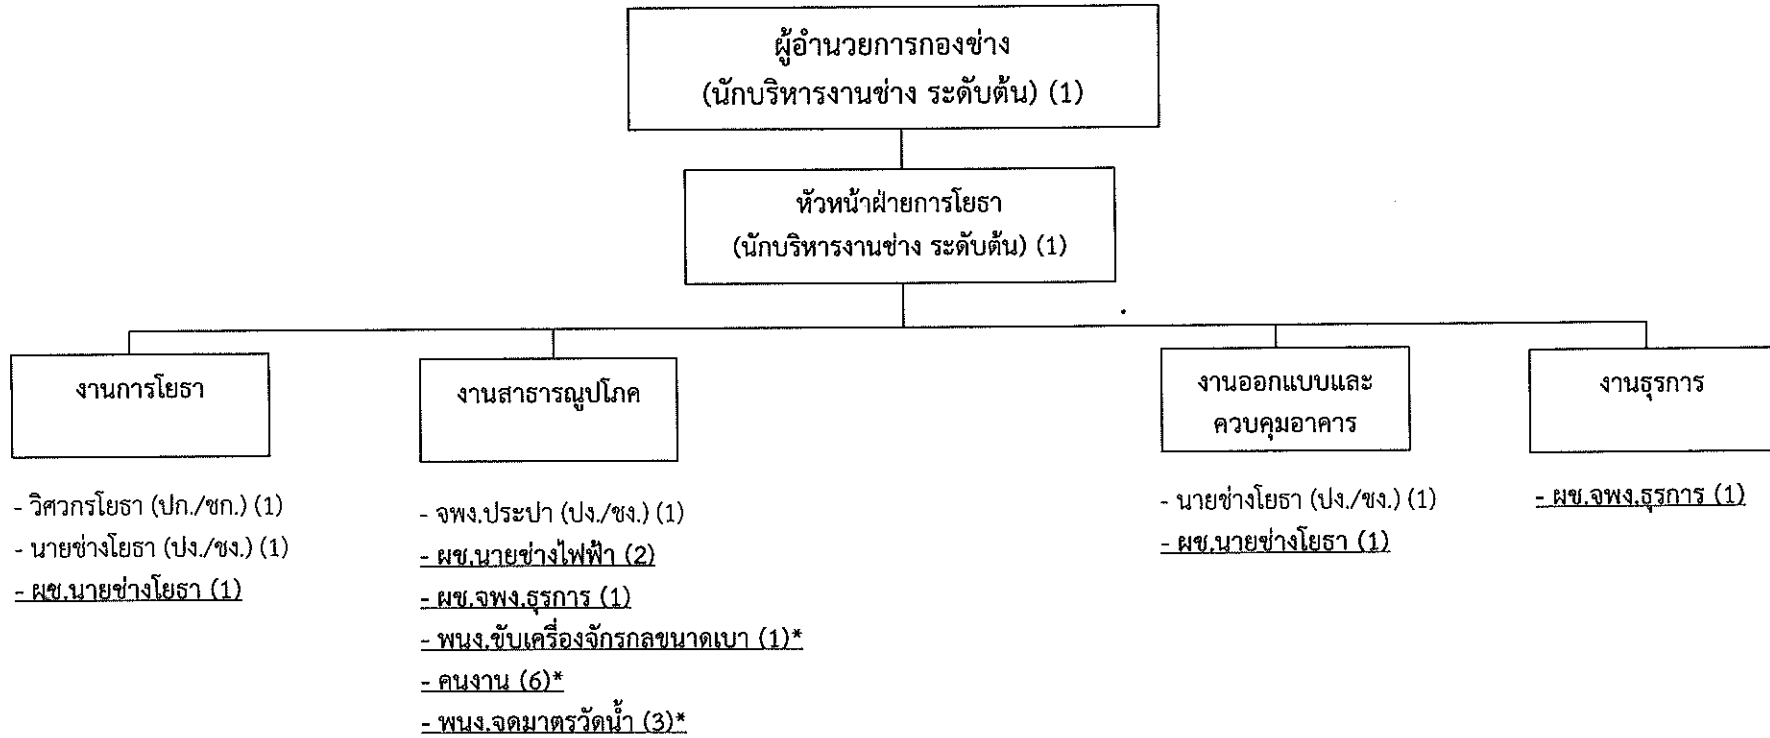 ผู้อำนวยการกองช่าง
(นักบริหารงานช่าง ระดับต้น) (1)
หัวหน้าฝ่ายการโยธา
(นักบริหารงานช่าง ระดับต้น) (1)
งานการโยธา
- วิศวกรโยธา (ปก./ชก.) (1)
- นายช่างโยธา (ปง./ชง.) (1)
- ผช.นายช่างโยธา (1)
งานสาธารณูปโภค
- จพง.ประปา (ปง./ชง.) (1)
- ผช.นายช่างไฟฟ้า (2)
- ผช.จพง.ธุรการ (1)
- พนง.ขับเครื่องจักรกลขนาดเบา (1)*
- คนงาน (6)*
- พนง.จดมาตรวัดน้ำ (3)*
งานออกแบบและ
ควบคุมอาคาร
- นายช่างโยธา (ปง./ชง.) (1)
- ผช.นายช่างโยธา (1)
งานธุรการ
- ผช.จพง.ธุรการ (1)